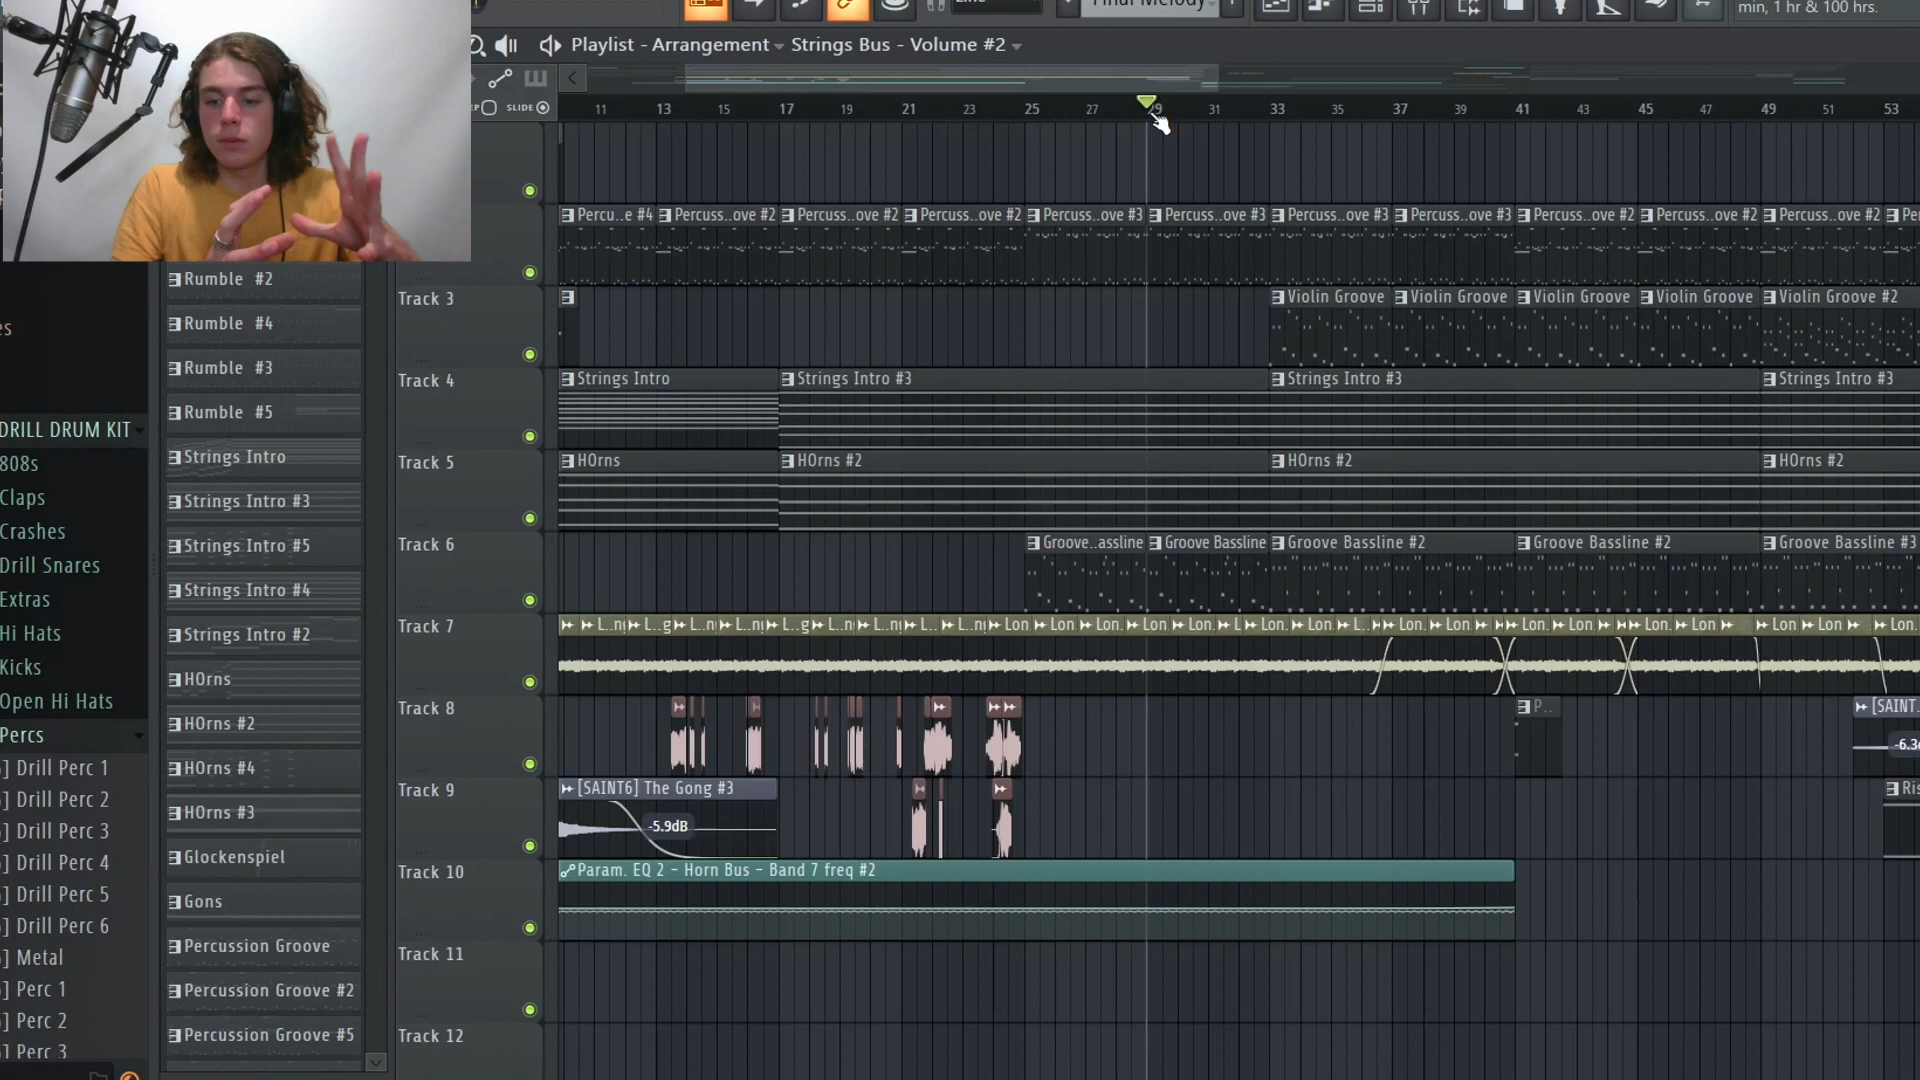 Final Melody
min, 1 hr & 100 hrs.
Playlist - Arrangement Strings Bus - Volume #2
SLIDE
11 13 15 17 19 21 23 25 27 29 31 33 35 37 39 41 43 45 47 49 51 53
Percu..e #4 Percuss..ove #2 Percuss..ove #2 Percuss..ove #2 Percuss..ove #3 Percuss..ove #3 Percuss..ove #3 Percuss..ove #3 Percuss..ove #2 Percuss..ove #2 Percuss..ove #2
Track 3 Violin Groove Violin Groove Violin Groove Violin Groove Violin Groove #2
Track 4 Strings Intro Strings Intro #3 Strings Intro #3 Strings Intro #3
Track 5 HOrns HOrns #2 HOrns #2 HOrns #2
Track 6 Groove..assline Groove Bassline Groove Bassline #2 Groove Bassline #2 Groove Bassline #3
Track 7
Track 8 P.. [SAINT.
-6.3
Track 9 [SAINT6] The Gong #3 Ris
-5.9dB
Track 10 Param. EQ 2 - Horn Bus - Band 7 freq #2
Track 11
Track 12
Rumble #2
Rumble #4
Rumble #3
Rumble #5
Strings Intro
Strings Intro #3
Strings Intro #5
Strings Intro #4
Strings Intro #2
HOrns
HOrns #2
HOrns #4
HOrns #3
Glockenspiel
Gons
Percussion Groove
Percussion Groove #2
Percussion Groove #5
es
DRILL DRUM KIT
808s
Claps
Crashes
Drill Snares
Extras
Hi Hats
Kicks
Open Hi Hats
Percs
] Drill Perc 1
] Drill Perc 2
] Drill Perc 3
] Drill Perc 4
] Drill Perc 5
] Drill Perc 6
] Metal
] Perc 1
] Perc 2
] Perc 3